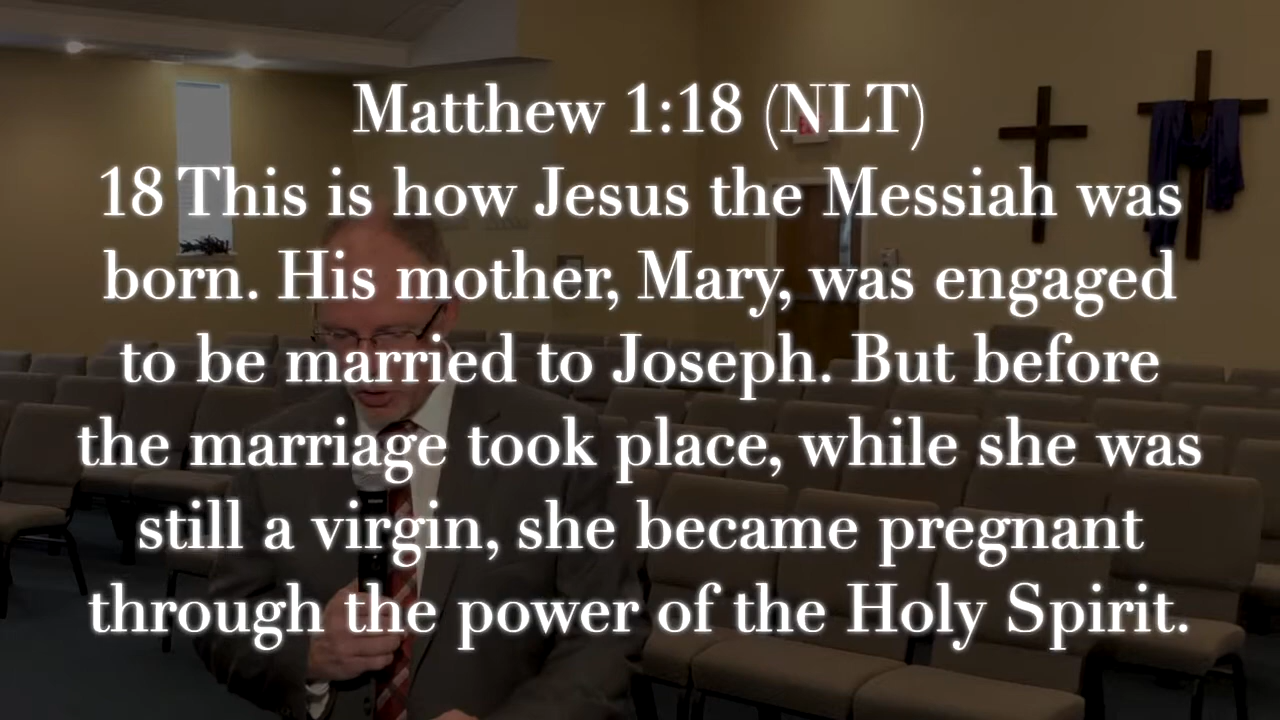 Matthew 1:18 (NLT)
18 This is how Jesus the Messiah was
born. His mother, Mary, was engaged
to be married to Joseph. But before
the marriage took place, while she was
still a virgin, she became pregnant
through the power of the Holy Spirit.